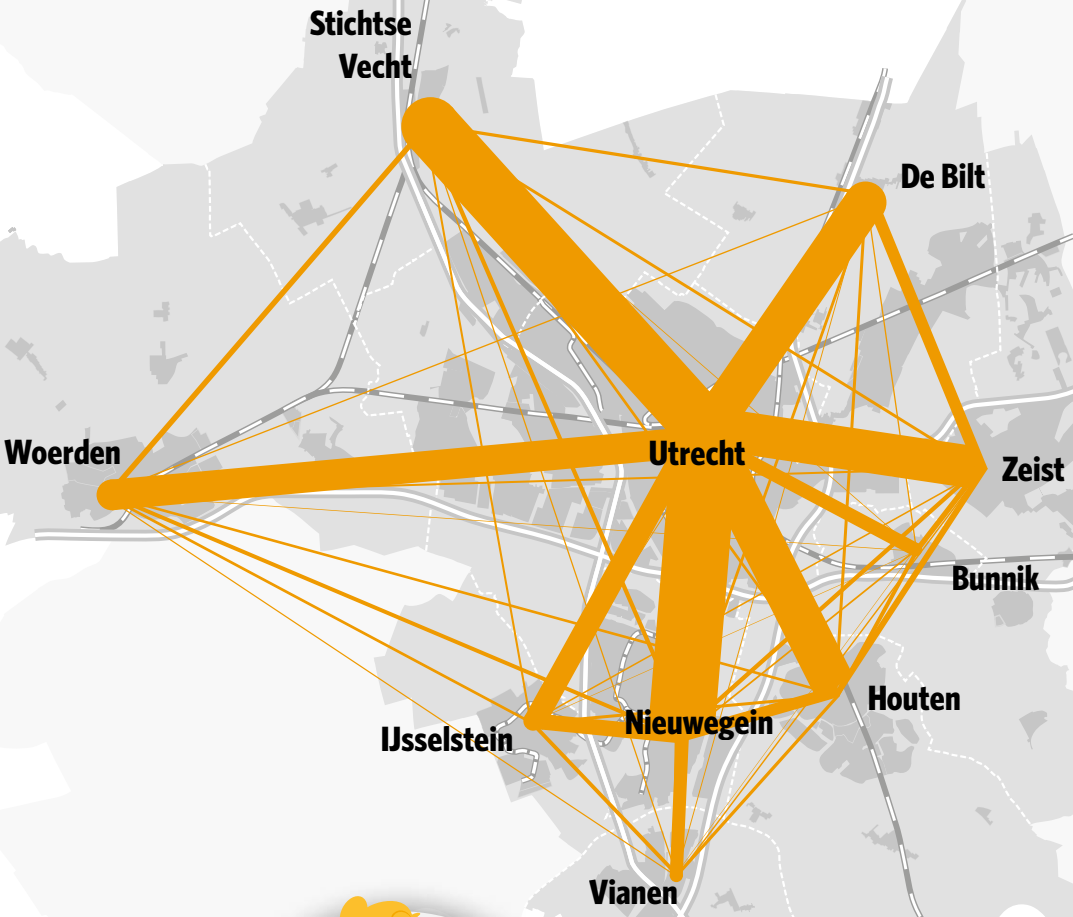 Stichtse
Vecht
De Bilt
Woerden
Utrecht
Zeist
Bunnik
Houten
Nieuwegein
IJsselstein
Vianen